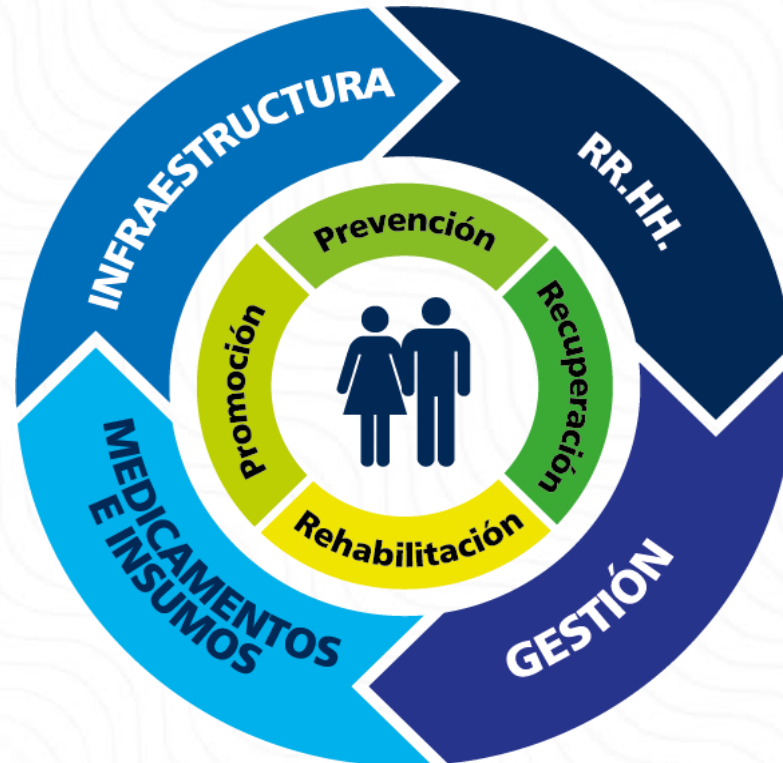 INFRAESTRUCTURA
RR.HH.
GESTIÓN
MEDICAMENTOS
E INSUMOS
Prevención
Recuperación
Rehabilitación
Promoción